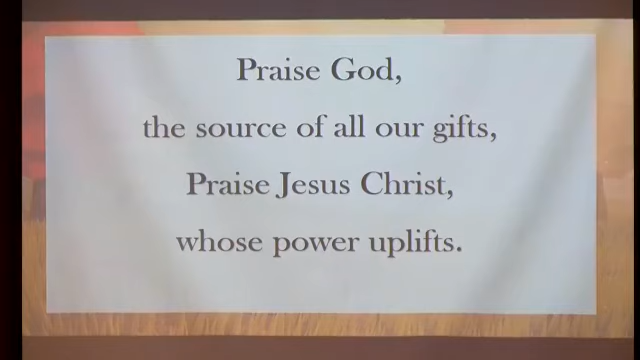 Praise God,
the source of all our gifts,
Praise Jesus Christ,
whose power uplifts.